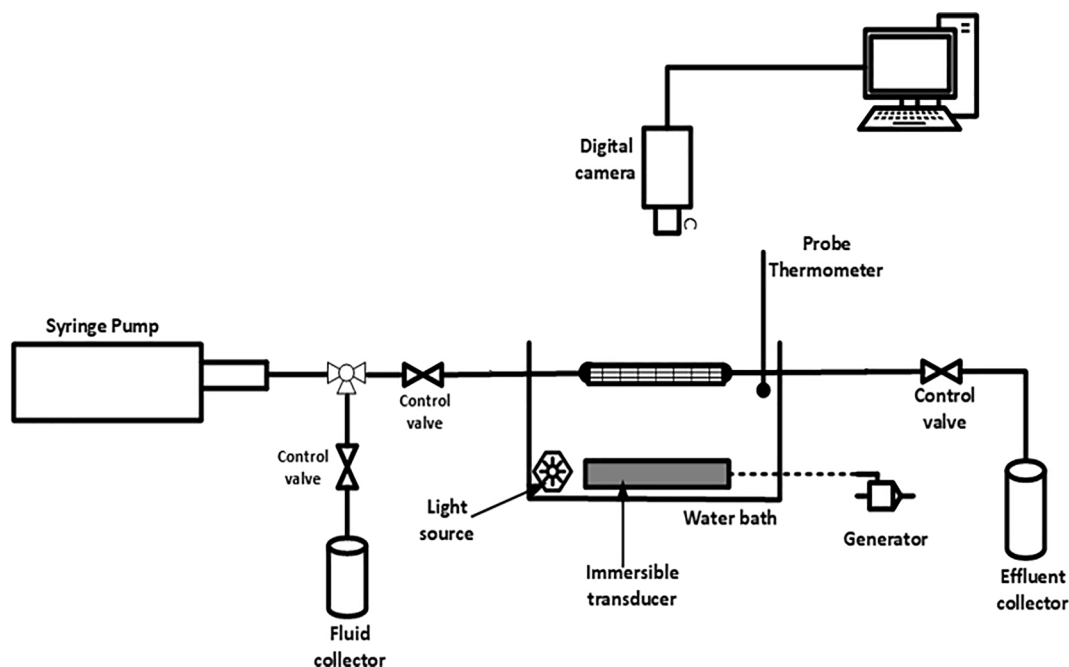 Digital
camera
Probe
Thermometer
Syringe Pump
Control
valve
Control
valve
Control
valve
Light
source
Water bath
Generator
Immersible
transducer
Effluent
collector
Fluid
collector